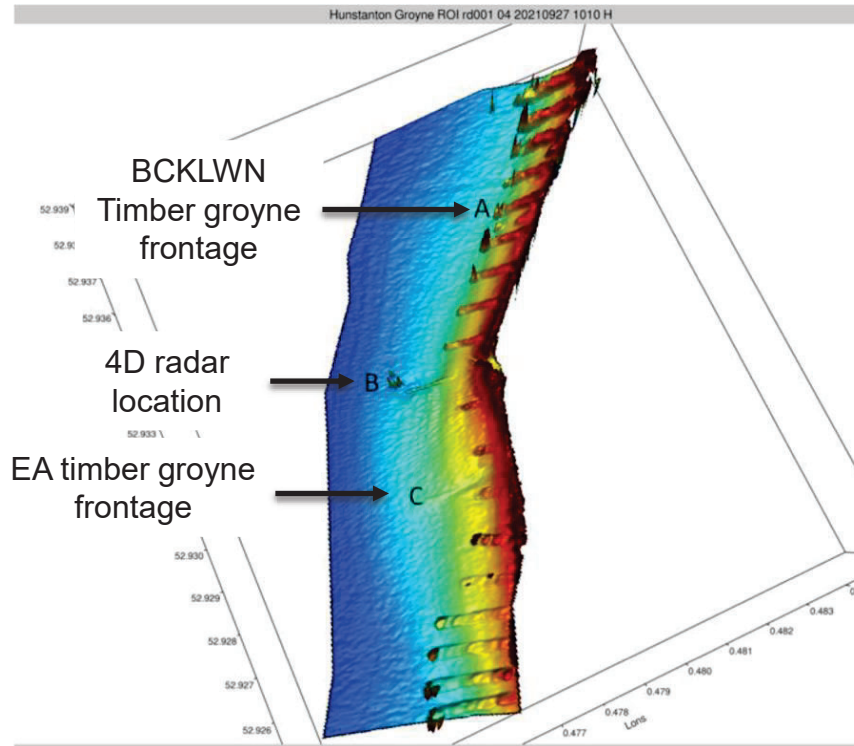 Hunstanton Groyne ROI rd001 04 20210927 1010 H
BCKLWN
Timber groyne
frontage
A
52.939
52.937
52.936
4D radar
location
B
52.933
EA timber groyne
frontage
C
52.930
52.929
52.928
52.927
52.926
0.483
0.482
0.481
0.480
0.479
0.478
0.477
Lons